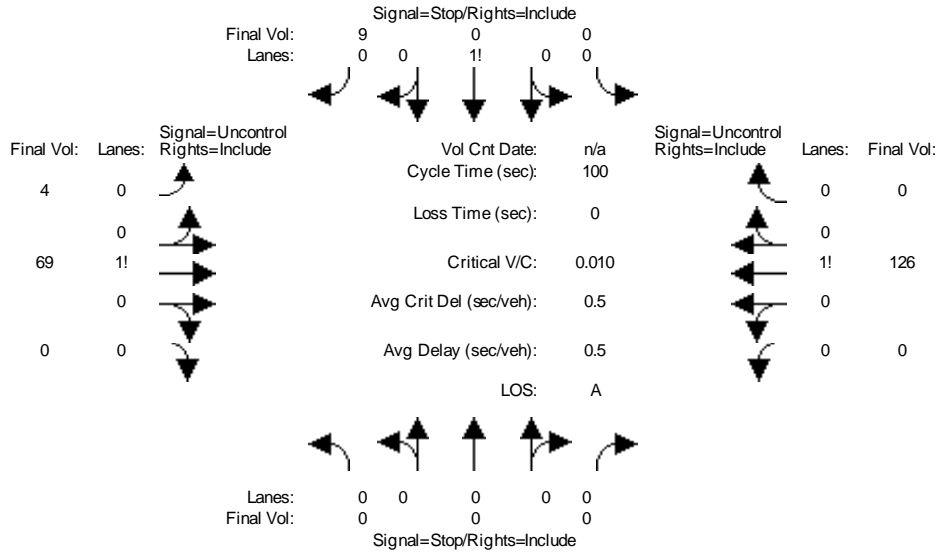 Signal=Stop/Rights=Include
Final Vol: 9 0 0
Lanes: 0 0 1! 0 0
Signal=Uncontrol
Final Vol: Lanes: Rights=Include
Vol Cnt Date: n/a
Signal=Uncontrol
Rights=Include Lanes: Final Vol:
Cycle Time (sec): 100
4 0
0 0
Loss Time (sec): 0
0
0
69 1!
Critical V/C: 0.010
1! 126
0
Avg Crit Del (sec/veh): 0.5
0
0 0
Avg Delay (sec/veh): 0.5
0 0
LOS: A
Lanes: 0 0 0 0 0
Final Vol: 0 0 0
Signal=Stop/Rights=Include